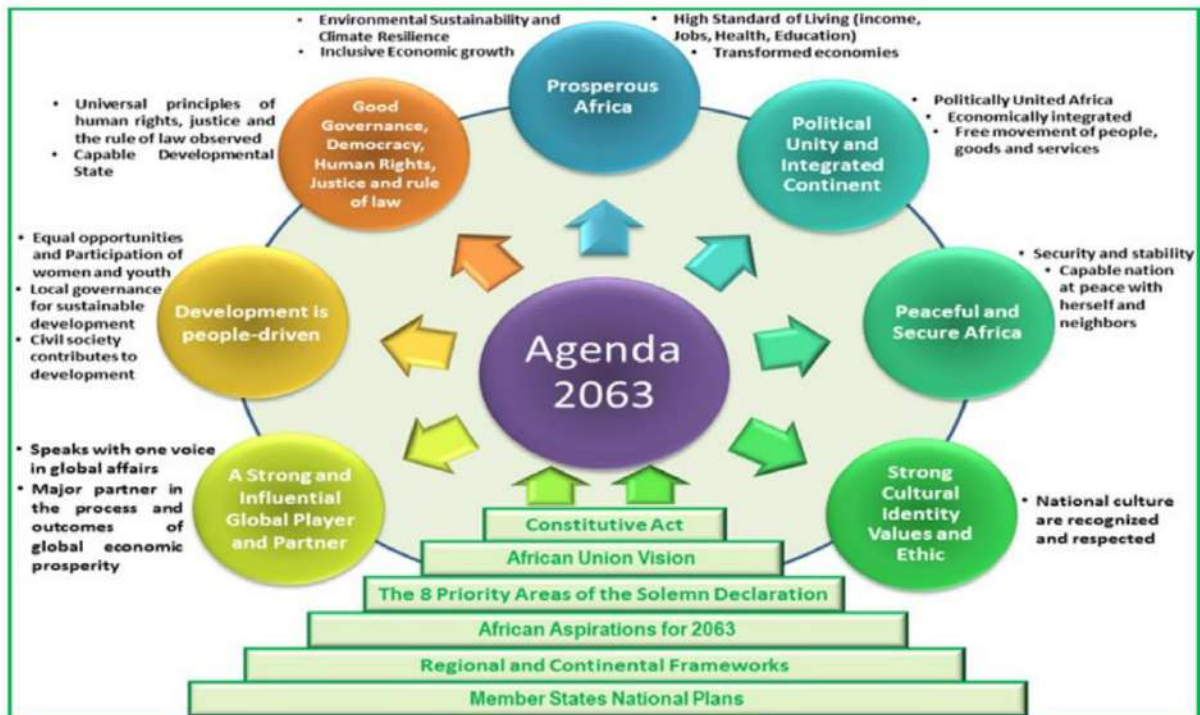 • Environmental Sustainability and
Climate Resilience
• Inclusive Economic growth
• High Standard of Living (income,
Jobs, Health, Education)
• Transformed economies
Prosperous
Africa
• Universal principles of
human rights, justice and
the rule of law observed
• Capable Developmental
State
Good
Governance,
Democracy,
Human Rights,
Justice and rule
of law
Political
Unity and
Integrated
Continent
• Politically United Africa
• Economically integrated
• Free movement of people,
goods and services
• Equal opportunities
and Participation of
women and youth
• Local governance
for sustainable
development
• Civil society
contributes to
development
Development is
people-driven
Agenda
2063
Peaceful and
Secure Africa
• Security and stability
• Capable nation
at peace with
herself and
neighbors
• Speaks with one voice
in global affairs
• Major partner in
the process and
outcomes of
global economic
prosperity
A Strong and
Influential
Global Player
and Partner
Strong
Cultural
Identity
Values and
Ethic
• National culture
are recognized
and respected
Constitutive Act
African Union Vision
The 8 Priority Areas of the Solemn Declaration
African Aspirations for 2063
Regional and Continental Frameworks
Member States National Plans